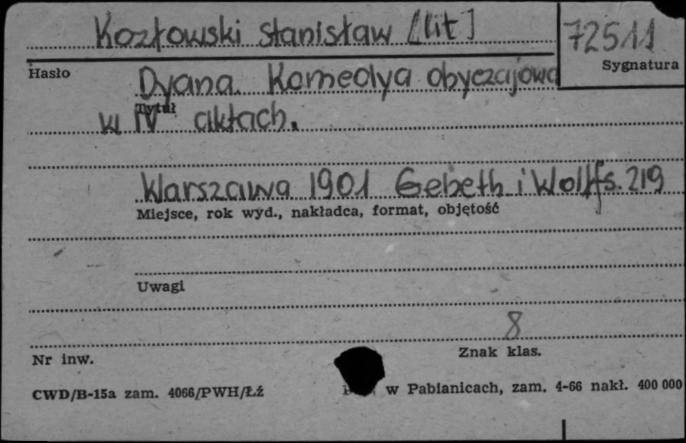 Kozłowski Stanisław [lit]
72511
Hasło
Sygnatura
Dyana. Komedya obyczajowa
Tytuł
w IV aktach.
Warszawa 1901 Gebeth. i Wolff s. 219
Miejsce, rok wyd., nakładca, format, objętość
Uwagi
8
Nr inw.
Znak klas.
CWD/B-15a zam. 4066/PWH/Łź
w Pabianicach, zam. 4-66 nakł. 400 000